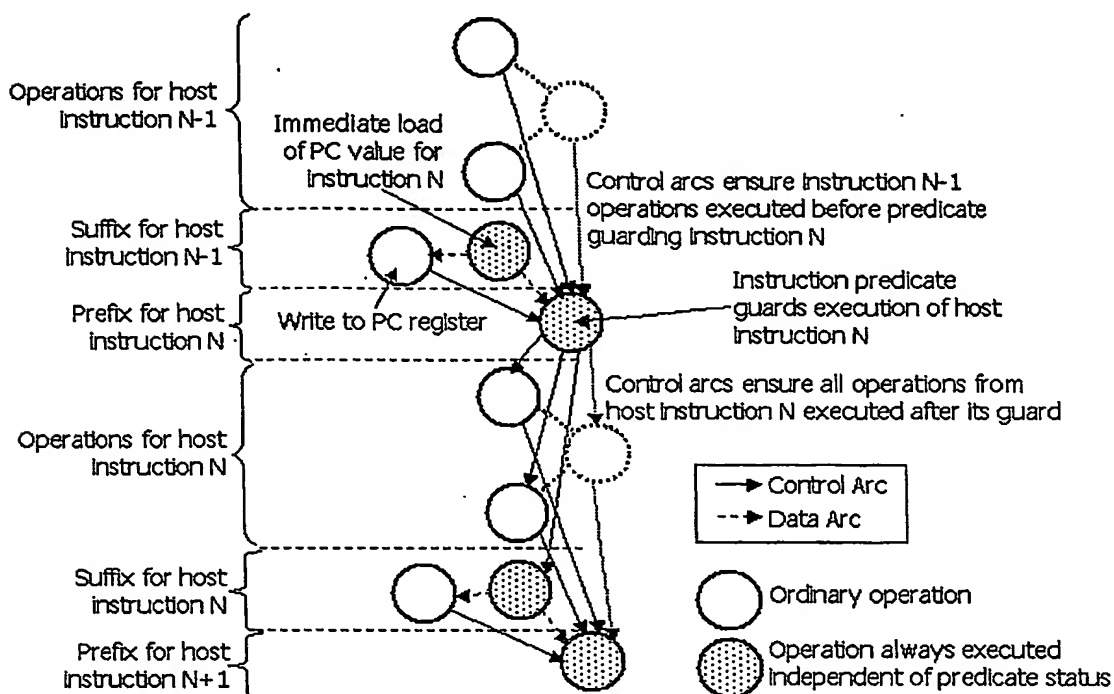 Operations for host
instruction N-1
Immediate load
of PC value for
instruction N
Control arcs ensure instruction N-1
operations executed before predicate
guarding instruction N
Suffix for host
instruction N-1
Instruction predicate
guards execution of host
instruction N
Prefix for host
instruction N
Write to PC register
Control arcs ensure all operations from
host instruction N executed after its guard
Operations for host
instruction N
Control Arc
Data Arc
Suffix for host
instruction N
Ordinary operation
Prefix for host
instruction N+1
Operation always executed
independent of predicate status